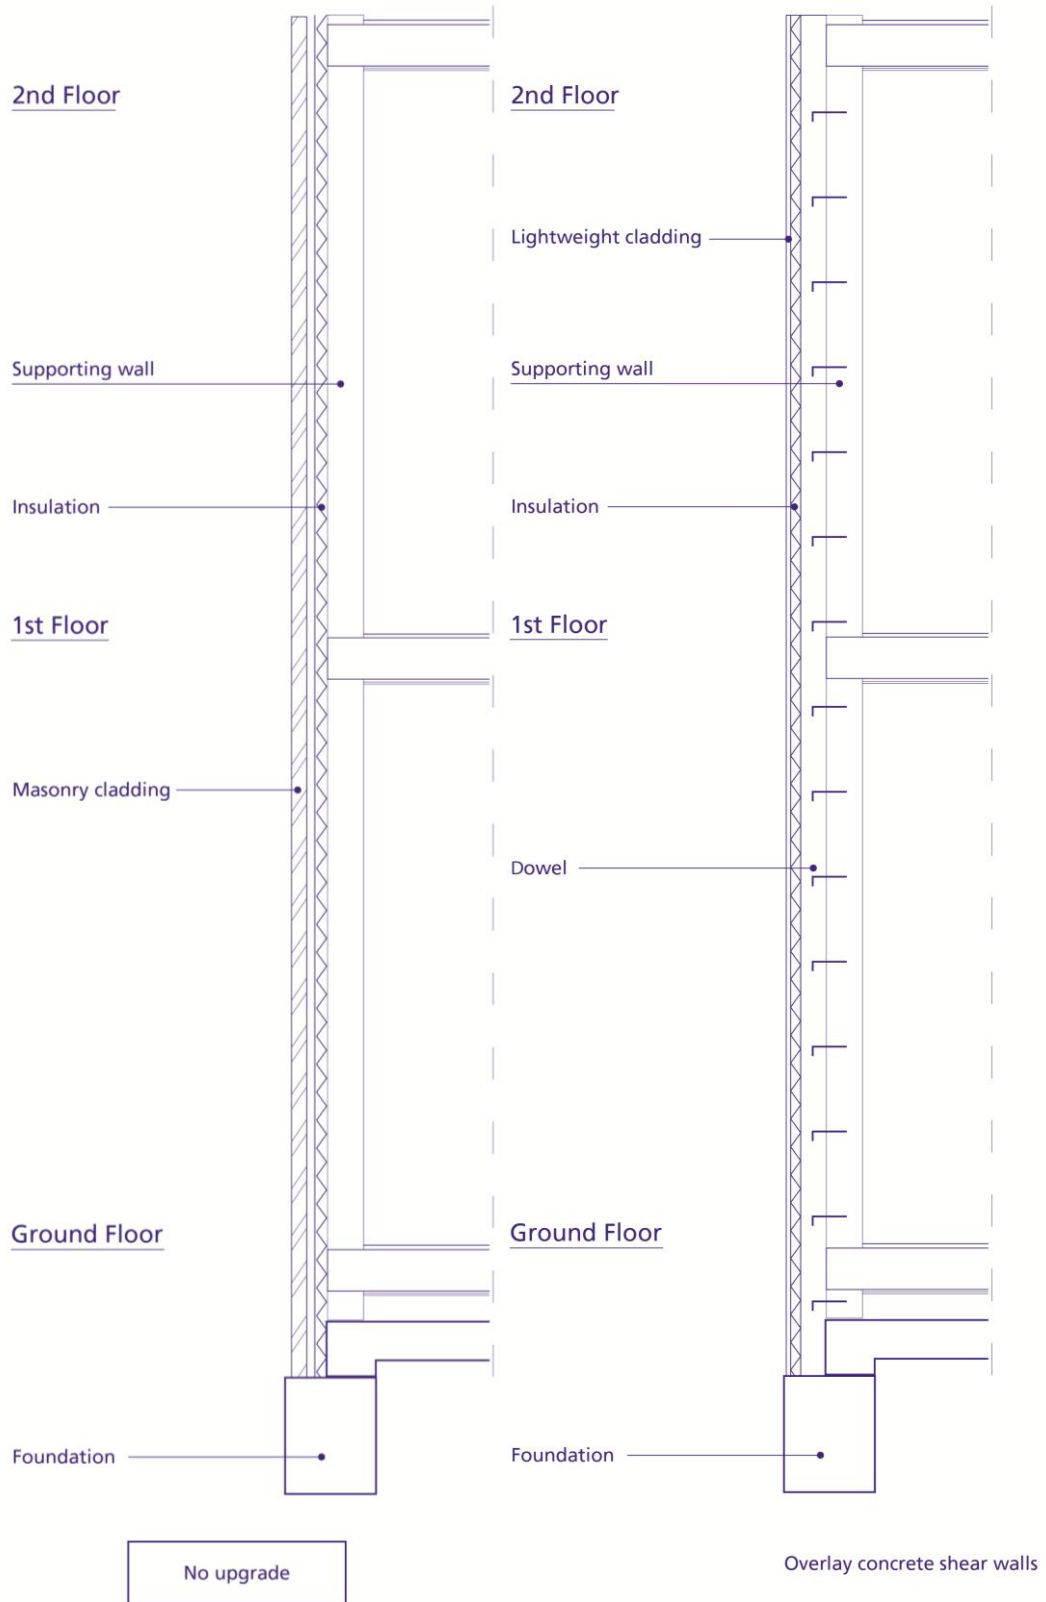 2nd Floor
Supporting wall
Insulation
1st Floor
Masonry cladding
Ground Floor
Foundation
No upgrade
2nd Floor
Lightweight cladding
Supporting wall
Insulation
1st Floor
Dowel
Ground Floor
Foundation
Overlay concrete shear walls